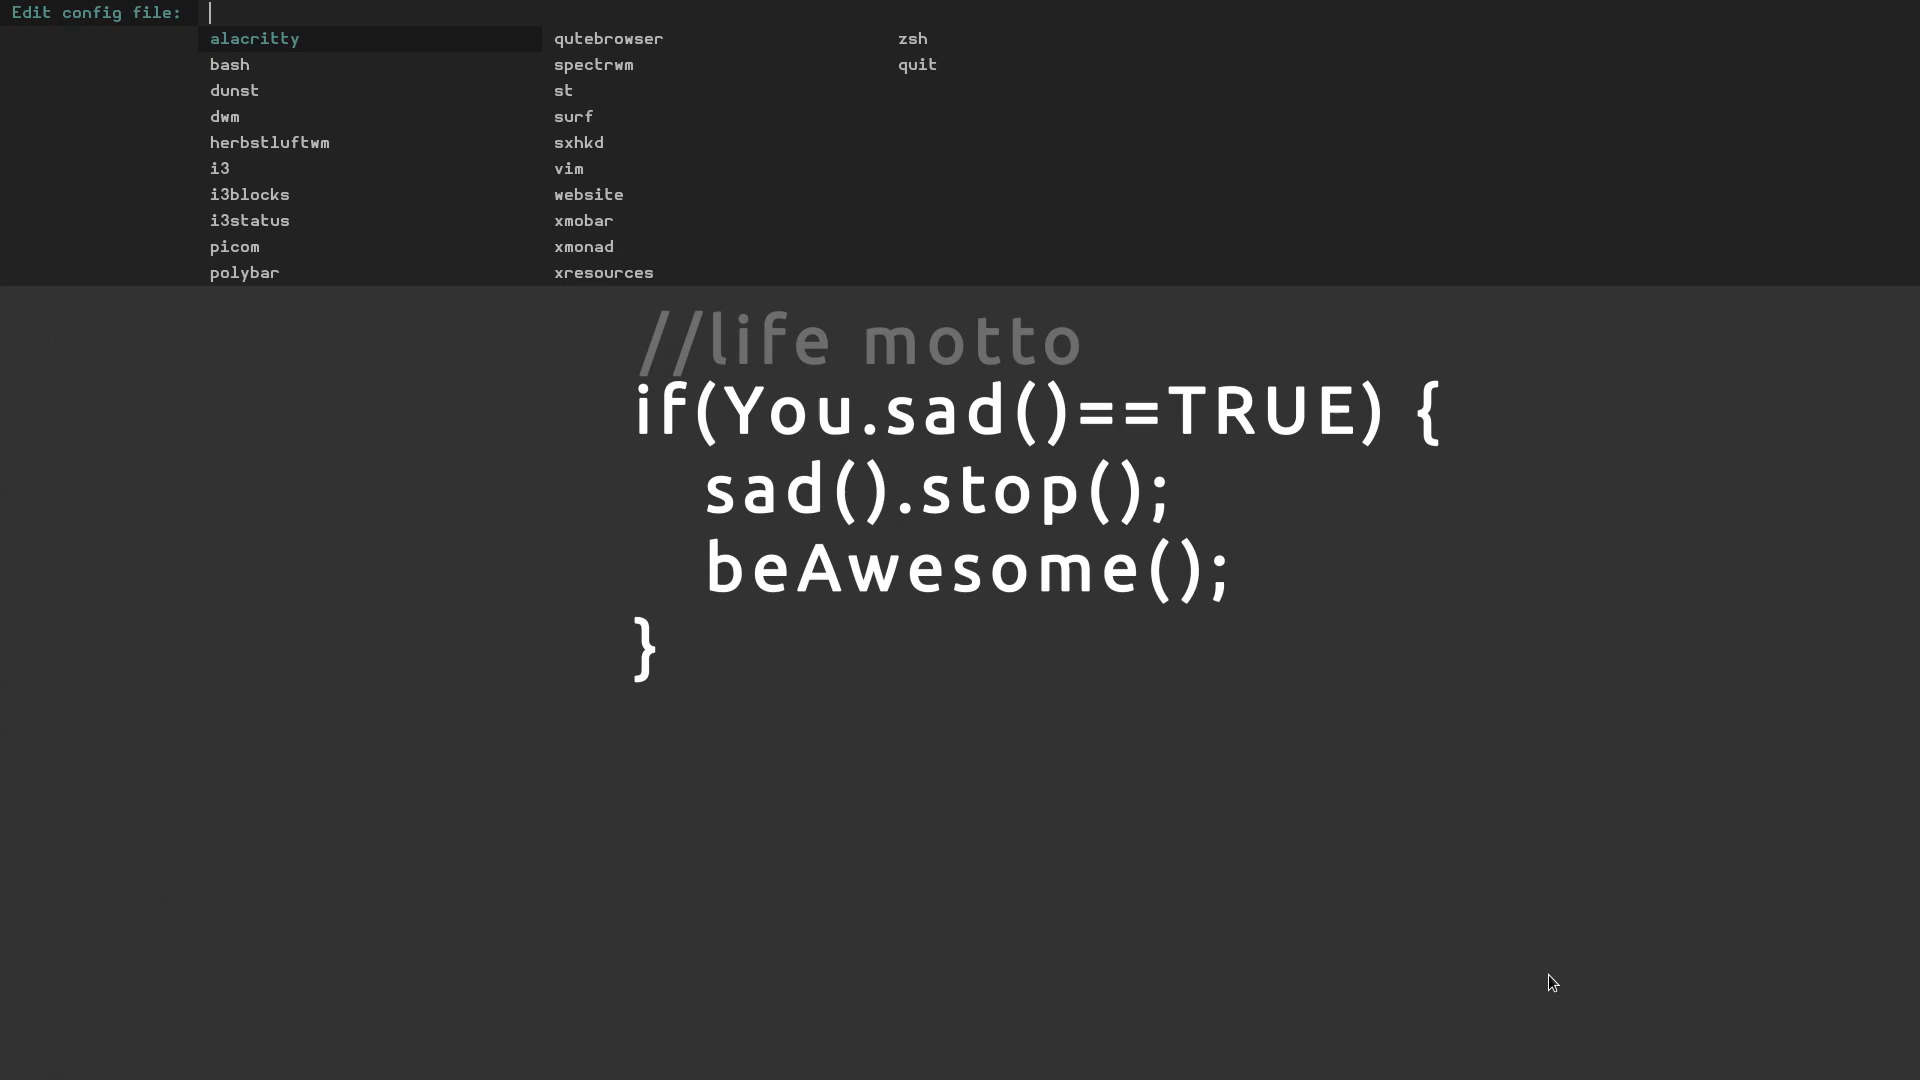 Edit config file:
alacritty
bash
dunst
dwm
herbstluftwm
i3
i3blocks
i3status
picom
polybar
qutebrowser
spectrwm
st
surf
sxhkd
vim
website
xmobar
xmonad
xresources
zsh
quit
//life motto
if(You.sad()==TRUE) {
sad().stop();
beAwesome();
}